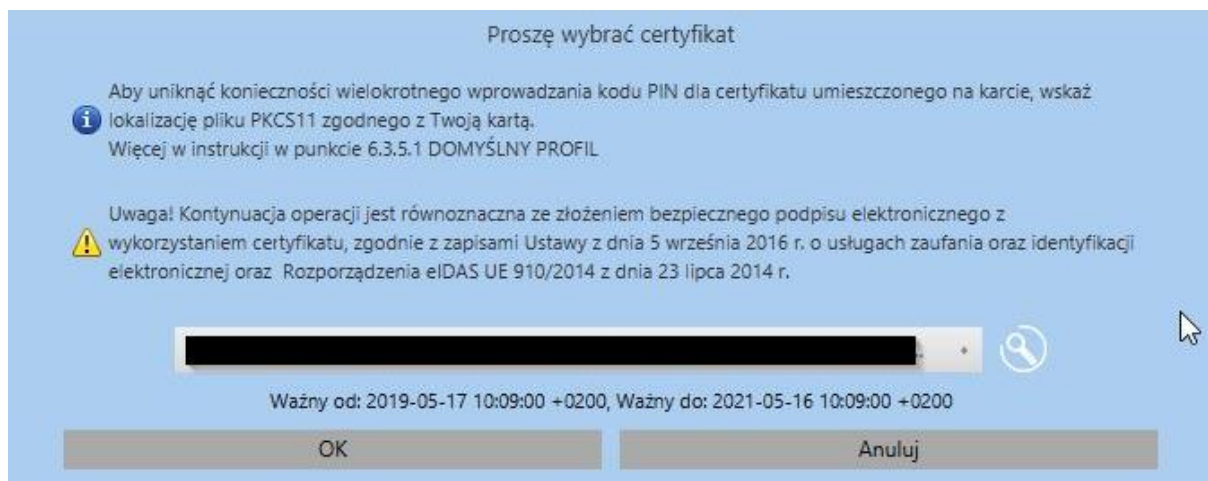 Proszę wybrać certyfikat
Aby uniknąć konieczności wielokrotnego wprowadzania kodu PIN dla certyfikatu umieszczonego na karcie, wskaż
lokalizację pliku PKCS11 zgodnego z Twoją kartą.
Więcej w instrukcji w punkcie 6.3.5.1 DOMYŚLNY PROFIL
Uwaga! Kontynuacja operacji jest równoznaczna ze złożeniem bezpiecznego podpisu elektronicznego z
wykorzystaniem certyfikatu, zgodnie z zapisami Ustawy z dnia 5 września 2016 r. o usługach zaufania oraz identyfikacji
elektronicznej oraz Rozporządzenia eIDAS UE 910/2014 z dnia 23 lipca 2014 r.
Ważny od: 2019-05-17 10:09:00 +0200, Ważny do: 2021-05-16 10:09:00 +0200
OK
Anuluj